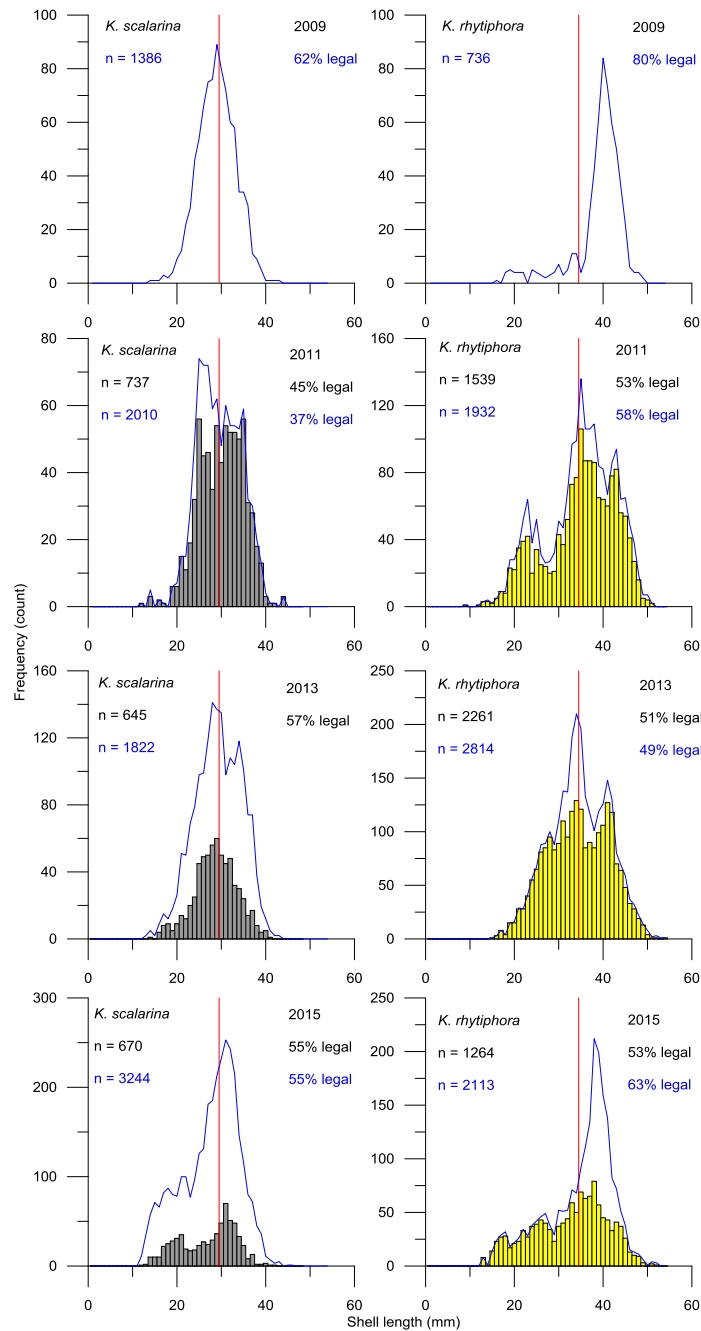 K. scalarina 2009
n = 1386 62% legal
100
80
60
40
20
0
0 20 40 60
K. rhytiphora 2009
n = 736 80% legal
100
80
60
40
20
0
0 20 40 60
K. scalarina 2011
n = 737 45% legal
n = 2010 37% legal
80
60
40
20
0
0 20 40 60
K. rhytiphora 2011
n = 1539 53% legal
n = 1932 58% legal
160
120
80
40
0
0 20 40 60
Frequency (count)
K. scalarina 2013
n = 645 57% legal
n = 1822
160
120
80
40
0
0 20 40 60
K. rhytiphora 2013
n = 2261 51% legal
n = 2814 49% legal
250
200
150
100
50
0
0 20 40 60
K. scalarina 2015
n = 670 55% legal
n = 3244 55% legal
300
200
100
0
0 20 40 60
K. rhytiphora 2015
n = 1264 53% legal
n = 2113 63% legal
250
200
150
100
50
0
0 20 40 60
Shell length (mm)